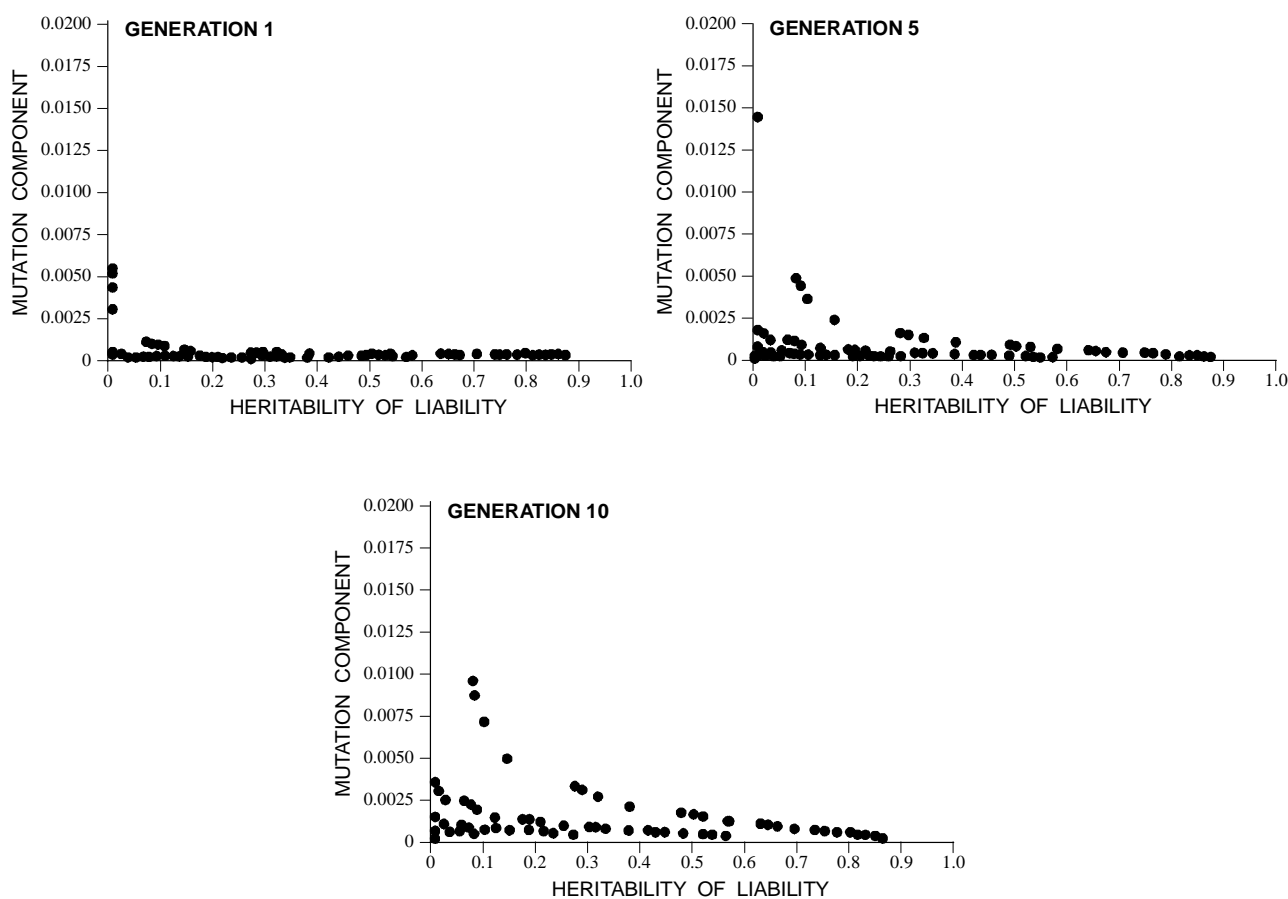 GENERATION 1
MUTATION COMPONENT
0.0200
0.0175
0.0150
0.0125
0.0100
0.0075
0.0050
0.0025
0
0 0.1 0.2 0.3 0.4 0.5 0.6 0.7 0.8 0.9 1.0
HERITABILITY OF LIABILITY
GENERATION 5
MUTATION COMPONENT
0.0200
0.0175
0.0150
0.0125
0.0100
0.0075
0.0050
0.0025
0
0 0.1 0.2 0.3 0.4 0.5 0.6 0.7 0.8 0.9 1.0
HERITABILITY OF LIABILITY
GENERATION 10
MUTATION COMPONENT
0.0200
0.0175
0.0150
0.0125
0.0100
0.0075
0.0050
0.0025
0
0 0.1 0.2 0.3 0.4 0.5 0.6 0.7 0.8 0.9 1.0
HERITABILITY OF LIABILITY